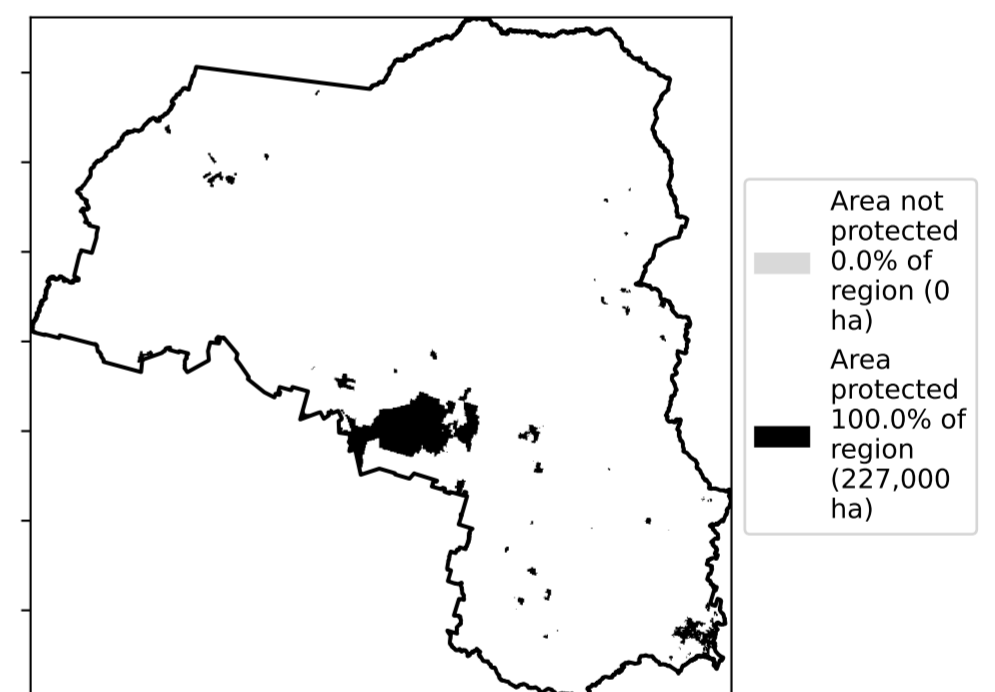 Area not
protected
0.0% of
region (0
ha)
Area
protected
100.0% of
region
(227,000
ha)